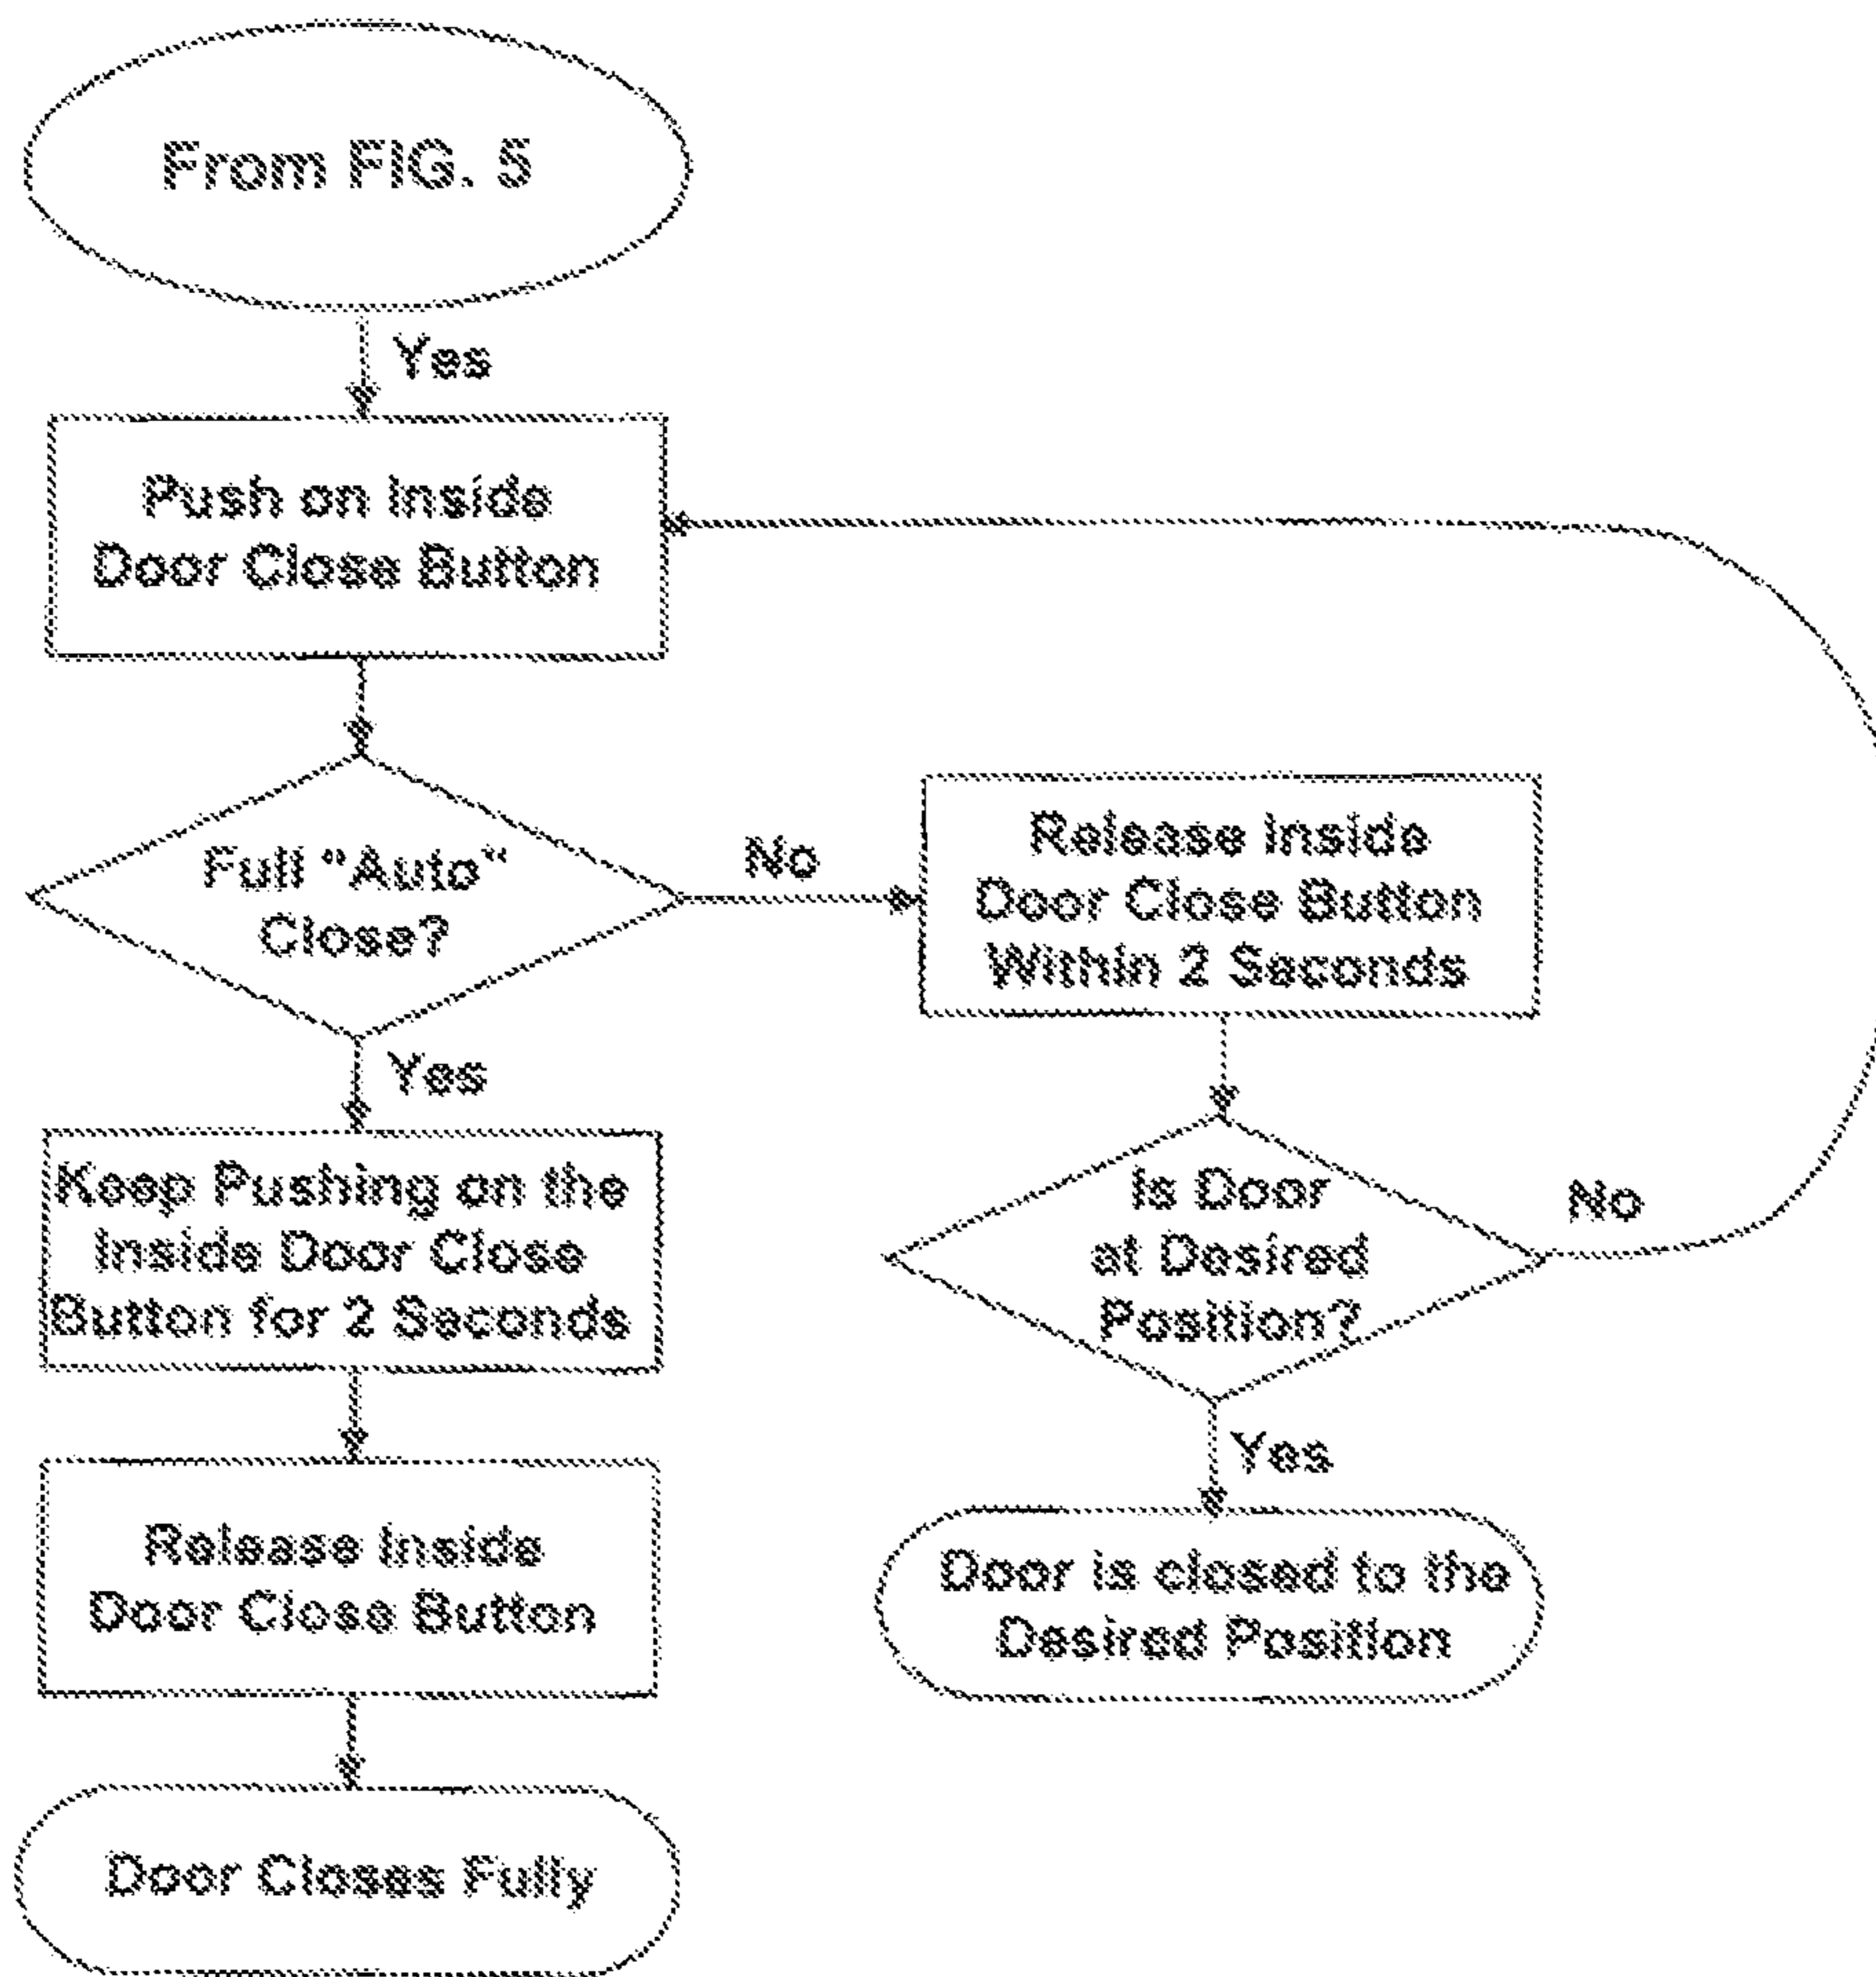 From FIG. 5
Yes
Push on Inside
Door Close Button
Full "Auto"
Close?
No
Release Inside
Door Close Button
Within 2 Seconds
Yes
Keep Pushing on the
Inside Door Close
Button for 2 Seconds
Is Door
at Desired
Position?
No
Yes
Release Inside
Door Close Button
Door is closed to the
Desired Position
Door Closes Fully